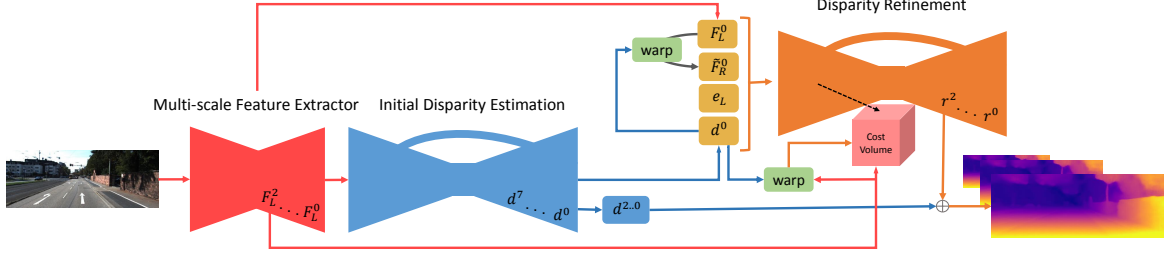 Disparity Refinement
Multi-scale Feature Extractor
Initial Disparity Estimation
F_L^2 . . . F_L^0
d^7 . . . d^0
d^{2..0}
warp
F_L^0
F̃_R^0
e_L
d^0
warp
Cost
Volume
r^2 . . . r^0